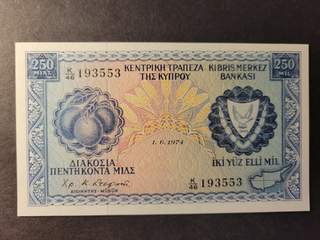 250
ΜΙΛΣ
K/46 193553
ΚΕΝΤΡΙΚΗ ΤΡΑΠΕΖΑ
ΤΗΣ ΚΥΠΡΟΥ
KIBRIS MERKEZ
BANKASI
250
MİL
1. 6. 1974
ΔΙΑΚΟΣΙΑ
ΠΕΝΤΗΚΟΝΤΑ ΜΙΛΣ
İKİ YÜZ ELLİ MİL
K/46 193553
ΔΙΟΙΚΗΤΗΣ